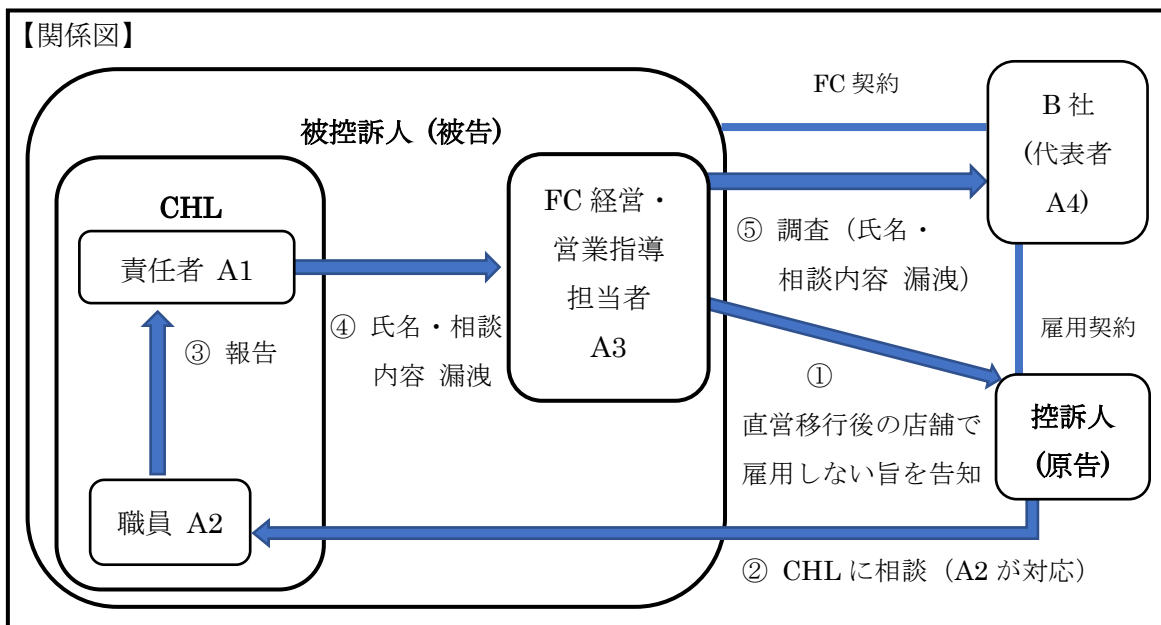 【関係図】
被控訴人 (被告)
CHL
責任者 A1
③ 報告
職員 A2
④ 氏名・相談
内容 漏洩
FC 経営・
営業指導
担当者
A3
FC 契約
B 社
(代表者
A4)
⑤ 調査（氏名・
相談内容 漏洩）
雇用契約
①
直営移行後の店舗で
雇用しない旨を告知
控訴人
(原告)
② CHL に相談（A2 が対応）